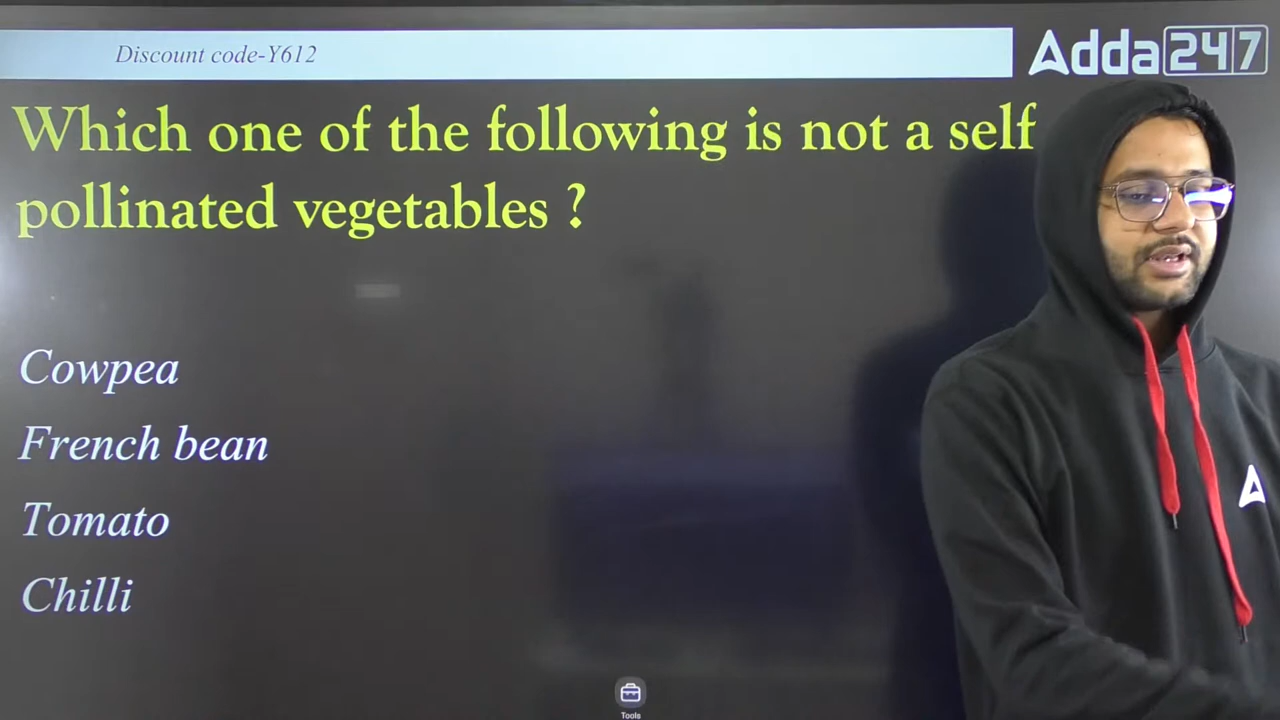 Discount code-Y612
Adda247
Which one of the following is not a self
pollinated vegetables ?
Cowpea
French bean
Tomato
Chilli
Tools